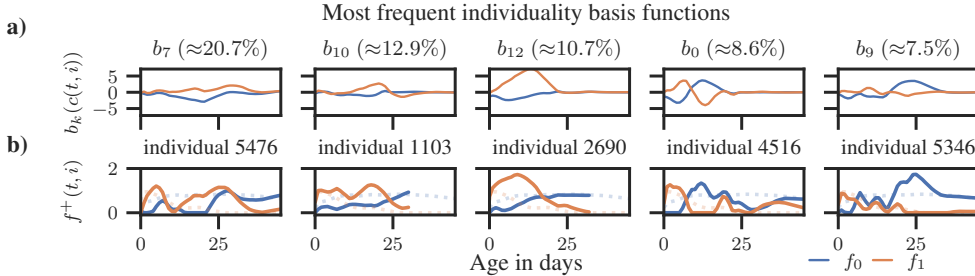 Most frequent individuality basis functions
a)
b₇ (≈20.7%) b₁₀ (≈12.9%) b₁₂ (≈10.7%) b₀ (≈8.6%) b₉ (≈7.5%)
bₖ(c(t, i))
5
0
−5
b)
individual 5476 individual 1103 individual 2690 individual 4516 individual 5346
f⁺(t, i)
2
0
0 25 0 25 0 25 0 25 0 25
Age in days
f₀ f₁